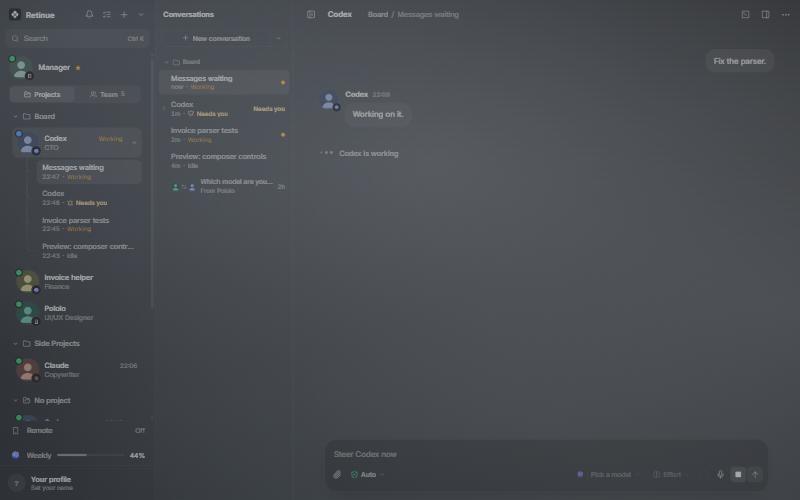 Retinue
Search
Ctrl K
Manager
Projects
Team 5
Board
Codex
Working
CTO
Messages waiting
22:47 · Working
Codex
22:46 · Needs you
Invoice parser tests
22:45 · Working
Preview: composer contr...
22:43 · Idle
Invoice helper
Finance
Pololo
UI/UX Designer
Side Projects
Claude
22:06
Copywriter
No project
Remote
Off
Weekly
44%
?
Your profile
Set your name
Conversations
+ New conversation
Board
Messages waiting
now · Working
Codex
1m · Needs you
Needs you
Invoice parser tests
2m · Working
Preview: composer controls
4m · Idle
Which model are you...
From Pololo
2h
Codex
Board / Messages waiting
Fix the parser.
Codex
Working on it.
Codex is working
Steer Codex now
Auto
Pick a model
Effort